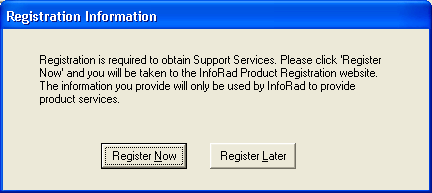 Registration Information
Registration is required to obtain Support Services. Please click 'Register
Now' and you will be taken to the InfoRad Product Registration website.
The information you provide will only be used by InfoRad to provide
product services.
Register Now
Register Later